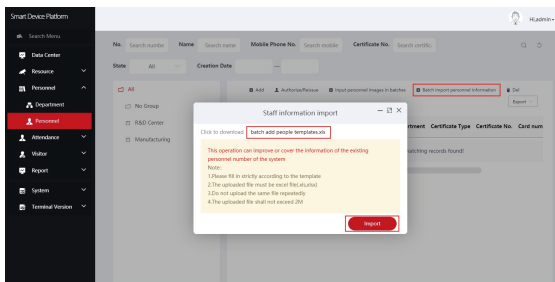 Smart Device Platform
Hi,admin
Search Menu
Data Center
Resource
Personnel
Department
Personnel
Attendance
Visitor
Report
System
Terminal Version
No. Search numbe Name Search name Mobile Phone No. Search mobile Certificate No. Search certific
State All Creation Date —
All
No Group
R&D Center
Manufacturing
Add Authorize/Reissue Input personnel images in batches Batch import personnel information Del
Export
rtment Certificate Type Certificate No. Card num
atching records found!
Staff information import
Click to download batch add people templates.xls
This operation can improve or cover the information of the existing
personnel number of the system
Note:
1.Please fill in strictly according to the template
2.The uploaded file must be excel file(.xls,xlsx)
3.Do not upload the same file repeatedly
4.The uploaded file shall not exceed 2M
Import